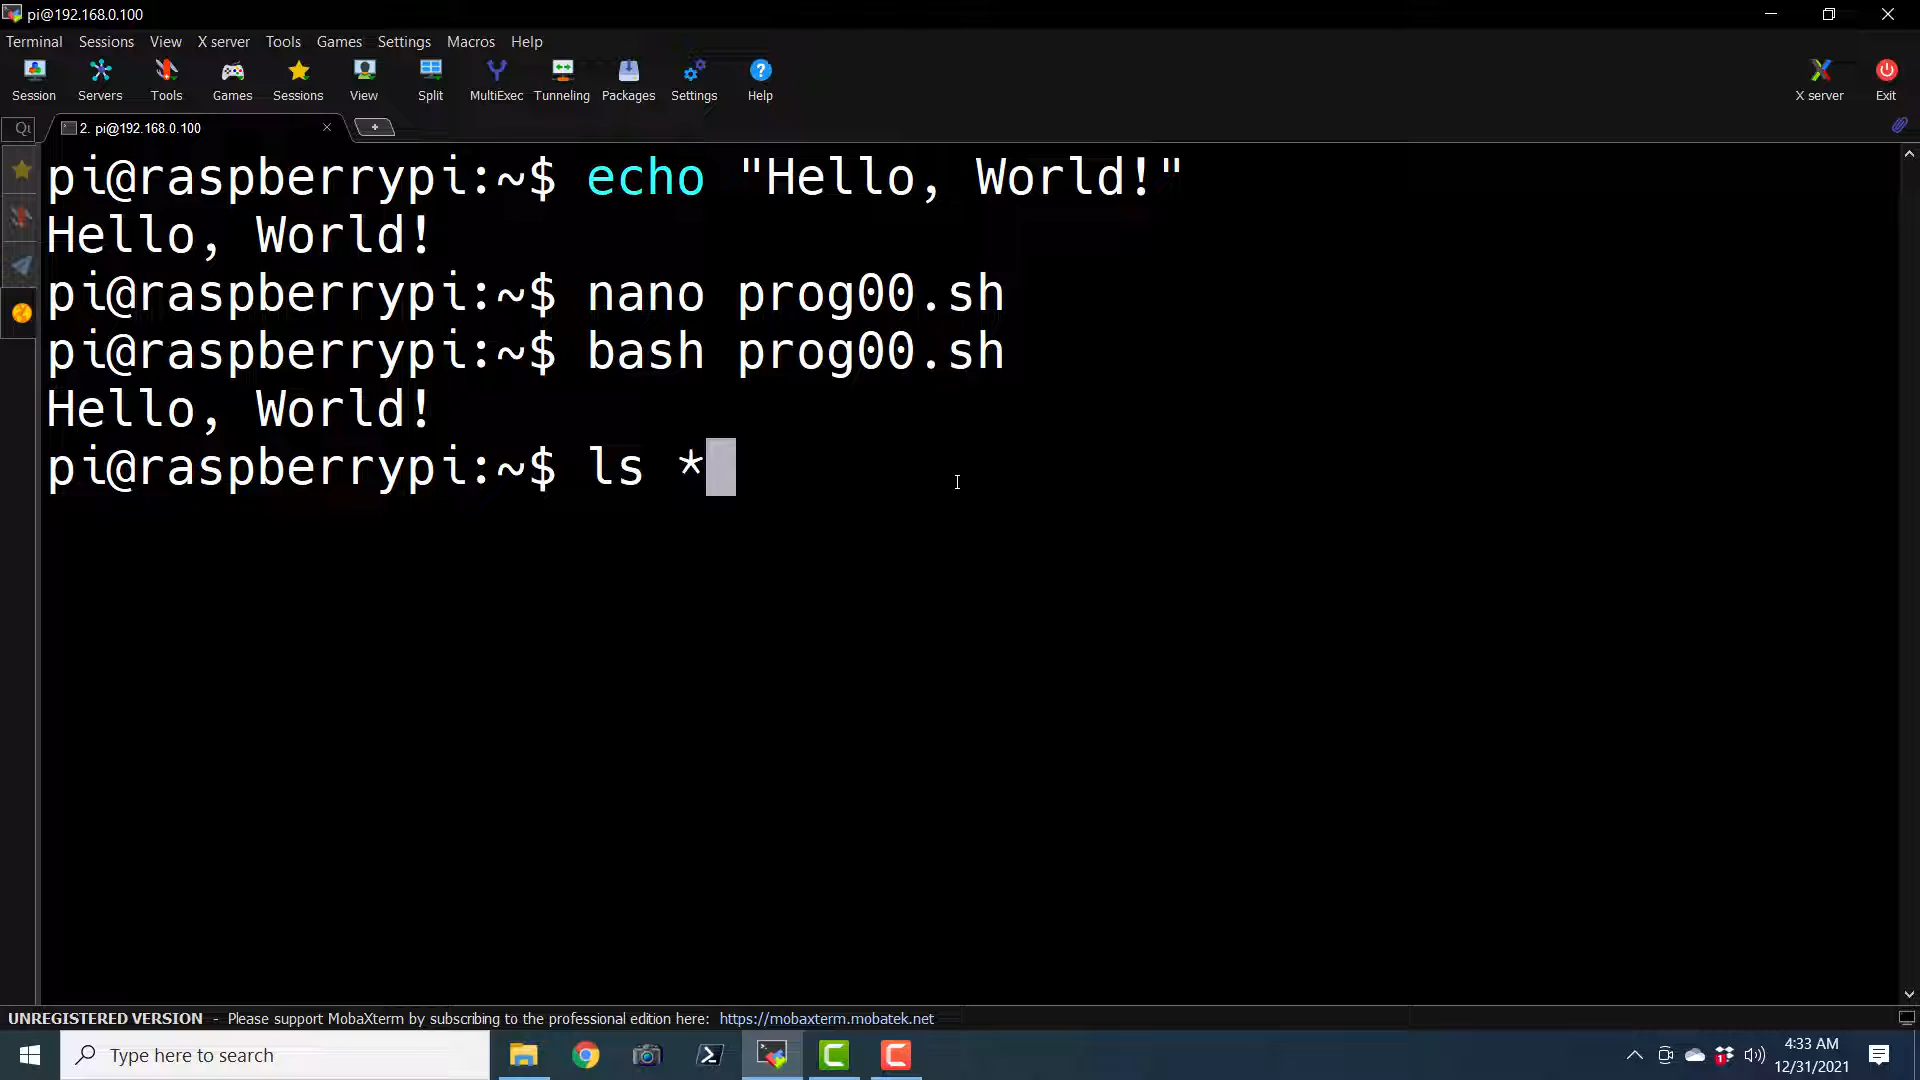 pi@192.168.0.100
Terminal Sessions View X server Tools Games Settings Macros Help
Session Servers Tools Games Sessions View Split MultiExec Tunneling Packages Settings Help X server Exit
2. pi@192.168.0.100
pi@raspberrypi:~$ echo "Hello, World!"
Hello, World!
pi@raspberrypi:~$ nano prog00.sh
pi@raspberrypi:~$ bash prog00.sh
Hello, World!
pi@raspberrypi:~$ ls *
UNREGISTERED VERSION - Please support MobaXterm by subscribing to the professional edition here: https://mobaxterm.mobatek.net
Type here to search
4:33 AM
12/31/2021